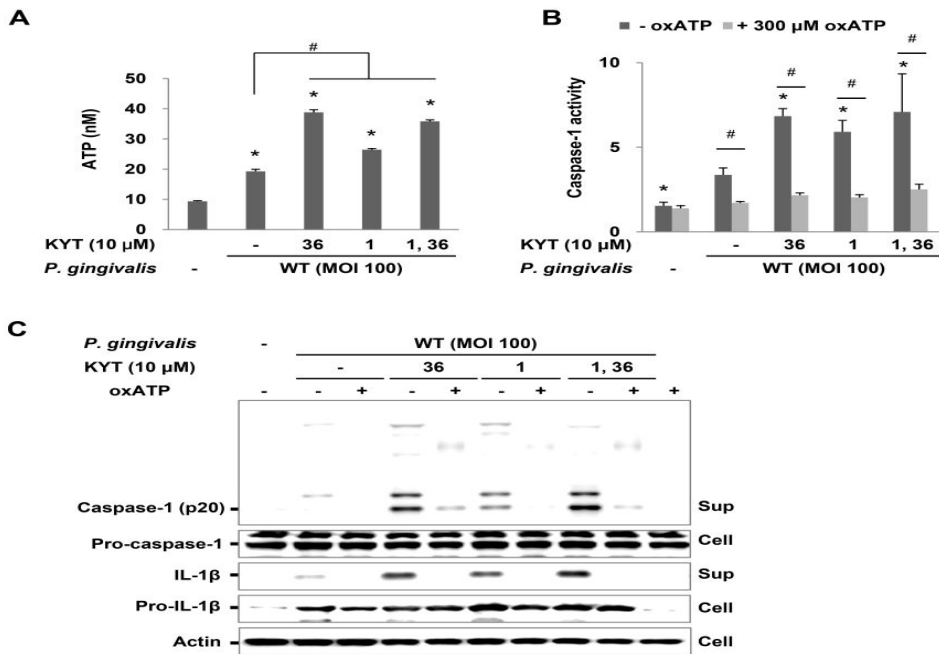 A
#
ATP (nM)
50
40
30
20
10
0
*
*
*
*
KYT (10 µM) - 36 1 1, 36
P. gingivalis - WT (MOI 100)
B
- oxATP + 300 µM oxATP
Caspase-1 activity
10
5
0
*
#
#
*
#
*
#
*
KYT (10 µM) - 36 1 1, 36
P. gingivalis - WT (MOI 100)
C
P. gingivalis - WT (MOI 100)
KYT (10 µM) - 36 1 1, 36
oxATP - - + - + - + - + +
Caspase-1 (p20) Sup
Pro-caspase-1 Cell
IL-1β Sup
Pro-IL-1β Cell
Actin Cell